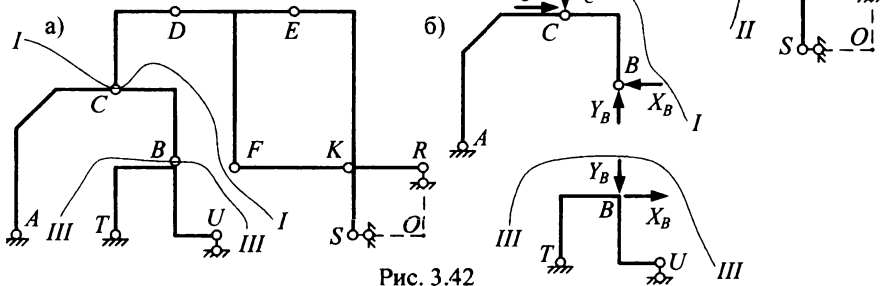 а)
I
D
E
C
B
F
K
R
A
III
T
U
III
I
S
O
б)
C
B
Y_B
X_B
I
A
II
S
O
Y_B
B
X_B
III
T
U
III
Рис. 3.42